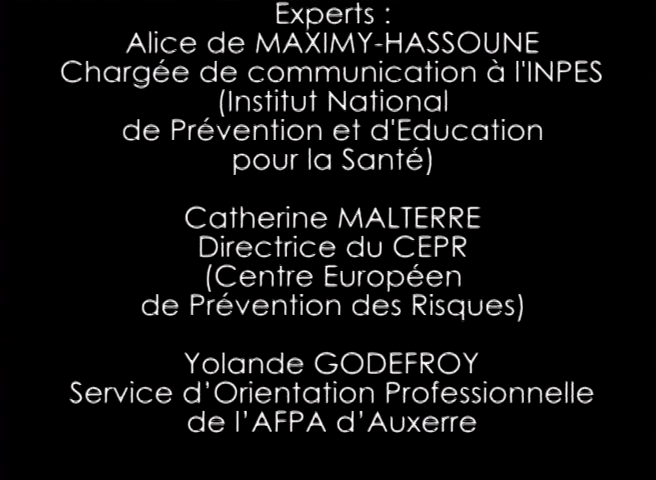 Experts :
Alice de MAXIMY-HASSOUNE
Chargée de communication à l'INPES
(Institut National
de Prévention et d'Education
pour la Santé)
Catherine MALTERRE
Directrice du CEPR
(Centre Européen
de Prévention des Risques)
Yolande GODEFROY
Service d’Orientation Professionnelle
de l’AFPA d’Auxerre